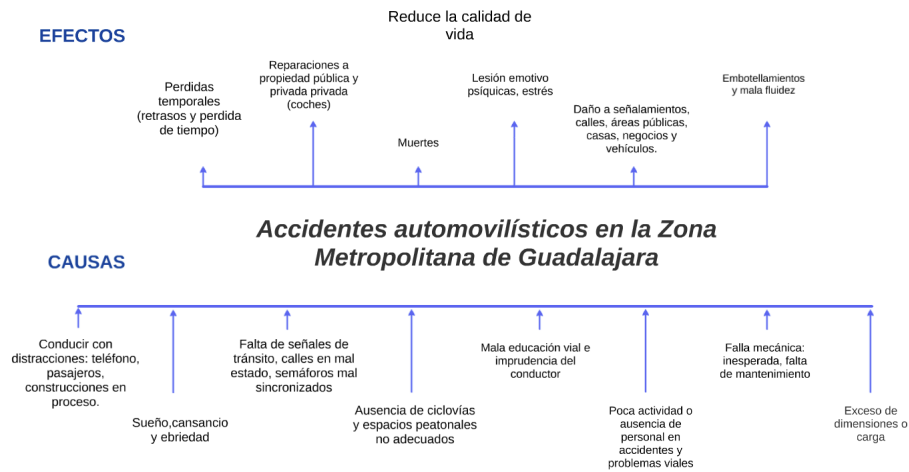 Reduce la calidad de
vida
EFECTOS
Perdidas
temporales
(retrasos y perdida
de tiempo)
Reparaciones a
propiedad pública y
privada privada
(coches)
Muertes
Lesión emotivo
psíquicas, estrés
Daño a señalamientos,
calles, áreas públicas,
casas, negocios y
vehículos.
Embotellamientos
y mala fluidez
Accidentes automovilísticos en la Zona
Metropolitana de Guadalajara
CAUSAS
Conducir con
distracciones: teléfono,
pasajeros,
construcciones en
proceso.
Sueño,cansancio
y ebriedad
Falta de señales de
tránsito, calles en mal
estado, semáforos mal
sincronizados
Ausencia de ciclovías
y espacios peatonales
no adecuados
Mala educación vial e
imprudencia del
conductor
Poca actividad o
ausencia de
personal en
accidentes y
problemas viales
Falla mecánica:
inesperada, falta
de mantenimiento
Exceso de
dimensiones o
carga